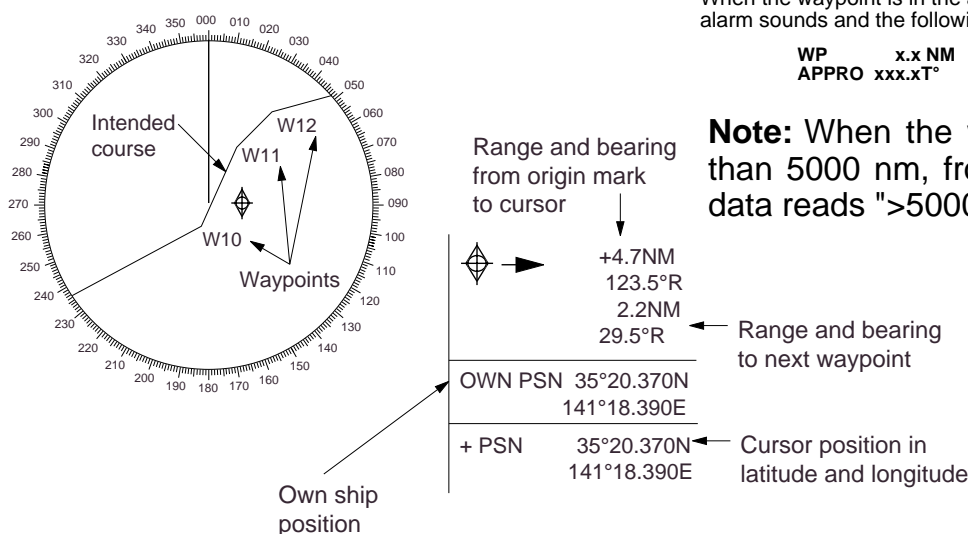 000
010
020
030
040
050
060
070
080
090
100
110
120
130
140
150
160
170
180
190
200
210
220
230
240
250
260
270
280
290
300
310
320
330
340
350
Intended
course
W12
W11
W10
Waypoints
Range and bearing
from origin mark
to cursor
+4.7NM
123.5°R
2.2NM
29.5°R
Range and bearing
to next waypoint
OWN PSN 35°20.370N
141°18.390E
+ PSN 35°20.370N
141°18.390E
Cursor position in
latitude and longitude
Own ship
position
When the waypoint is in the
alarm sounds and the following
WP x.x NM
APPRO xxx.xT°
Note: When the
than 5000 nm,
data reads ">5000